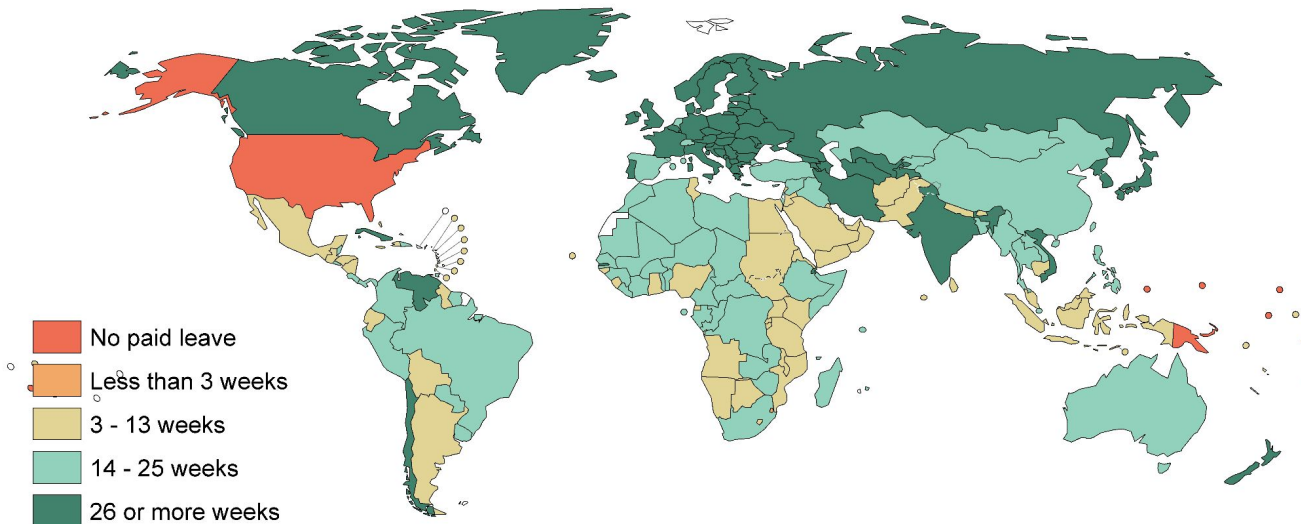 No paid leave
Less than 3 weeks
3 - 13 weeks
14 - 25 weeks
26 or more weeks